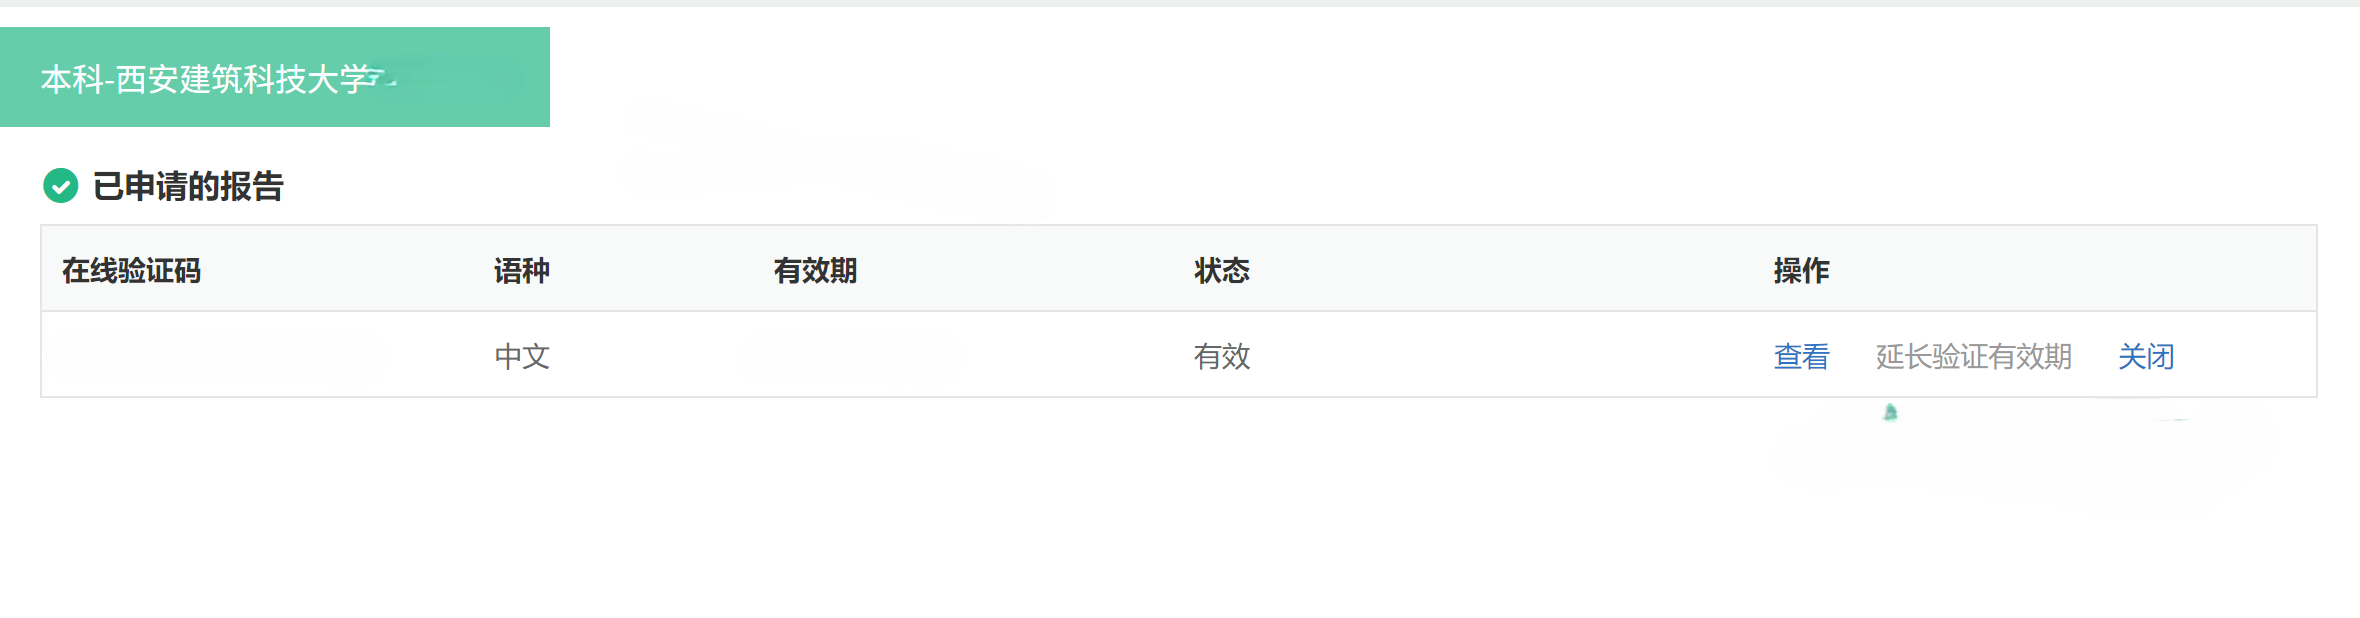 本科-西安建筑科技大学
已申请的报告
在线验证码 语种 有效期 状态 操作
中文 有效 查看 延长验证有效期 关闭